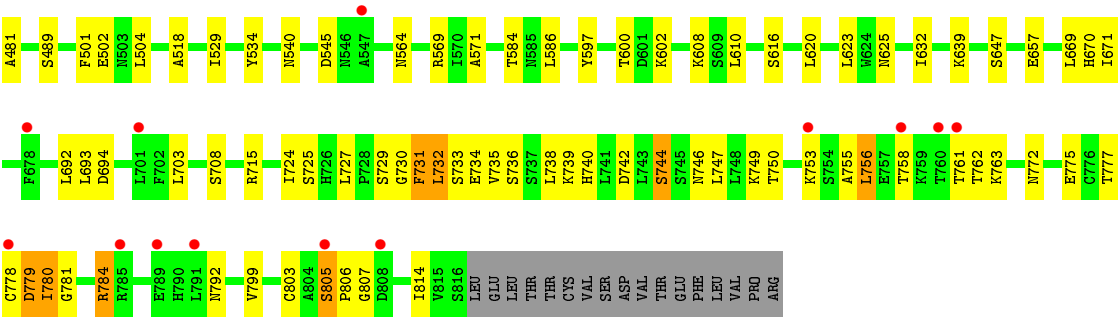 A481 S489 F501 E502 N503 L504 A518 I529 Y534 N540 D545 N546 A547 N564 R569 I570 A571 T584 N585 L586 Y597 T600 D601 K602 K608 S609 L610 S616 L620 L623 W624 N625 I632 K639 S647 E657 L669 H670 I671
F678 L692 L693 D694 L701 F702 L703 S708 R715 I724 S725 H726 L727 P728 S729 G730 F731 L732 S733 E734 V735 S736 S737 L738 K739 H740 L741 D742 L743 S744 S745 N746 L747 L748 K749 T750 K753 S754 A755 L756 E757 T758 K759 T760 T761 T762 K763 N772 E775 C776 T777
C778 D779 I780 G781 R784 R785 E789 H790 L791 N792 V799 C803 A804 S805 P806 G807 D808 I814 V815 S816 LEU GLU LEU THR THR CYS VAL SER ASP VAL THR GLU PHE LEU VAL PRO ARG